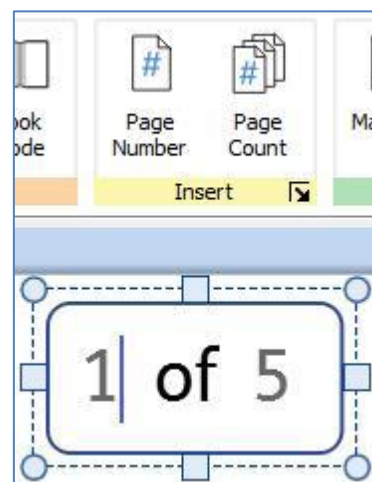 #
#
ook
ode
Page
Number
Page
Count
Ma
Insert
1 of 5